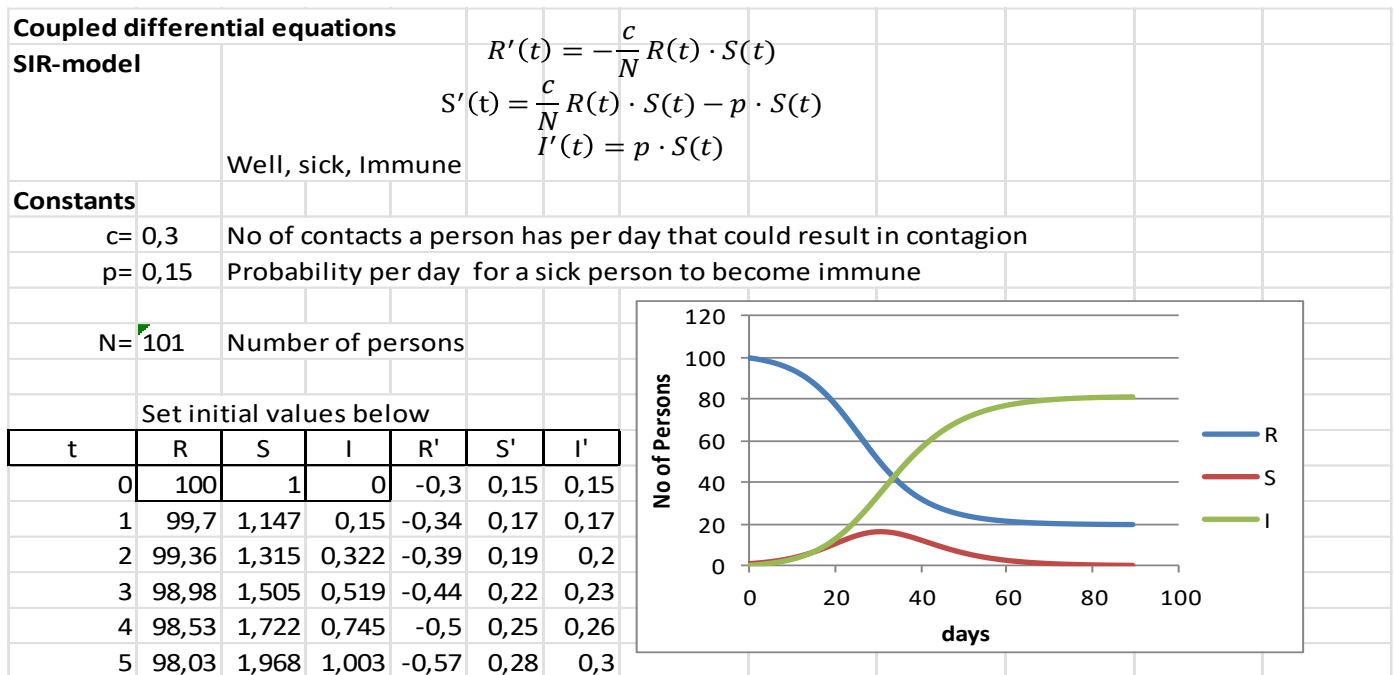 Coupled differential equations
SIR-model
R′(t) = −c/N R(t) · S(t)
S′(t) = c/N R(t) · S(t) − p · S(t)
I′(t) = p · S(t)
Well, sick, Immune
Constants
c= 0,3 No of contacts a person has per day that could result in contagion
p= 0,15 Probability per day for a sick person to become immune
N= 101 Number of persons
Set initial values below
t R S I R' S' I'
0 100 1 0 -0,3 0,15 0,15
1 99,7 1,147 0,15 -0,34 0,17 0,17
2 99,36 1,315 0,322 -0,39 0,19 0,2
3 98,98 1,505 0,519 -0,44 0,22 0,23
4 98,53 1,722 0,745 -0,5 0,25 0,26
5 98,03 1,968 1,003 -0,57 0,28 0,3
No of Persons
120
100
80
60
40
20
0
0 20 40 60 80 100
days
R
S
I